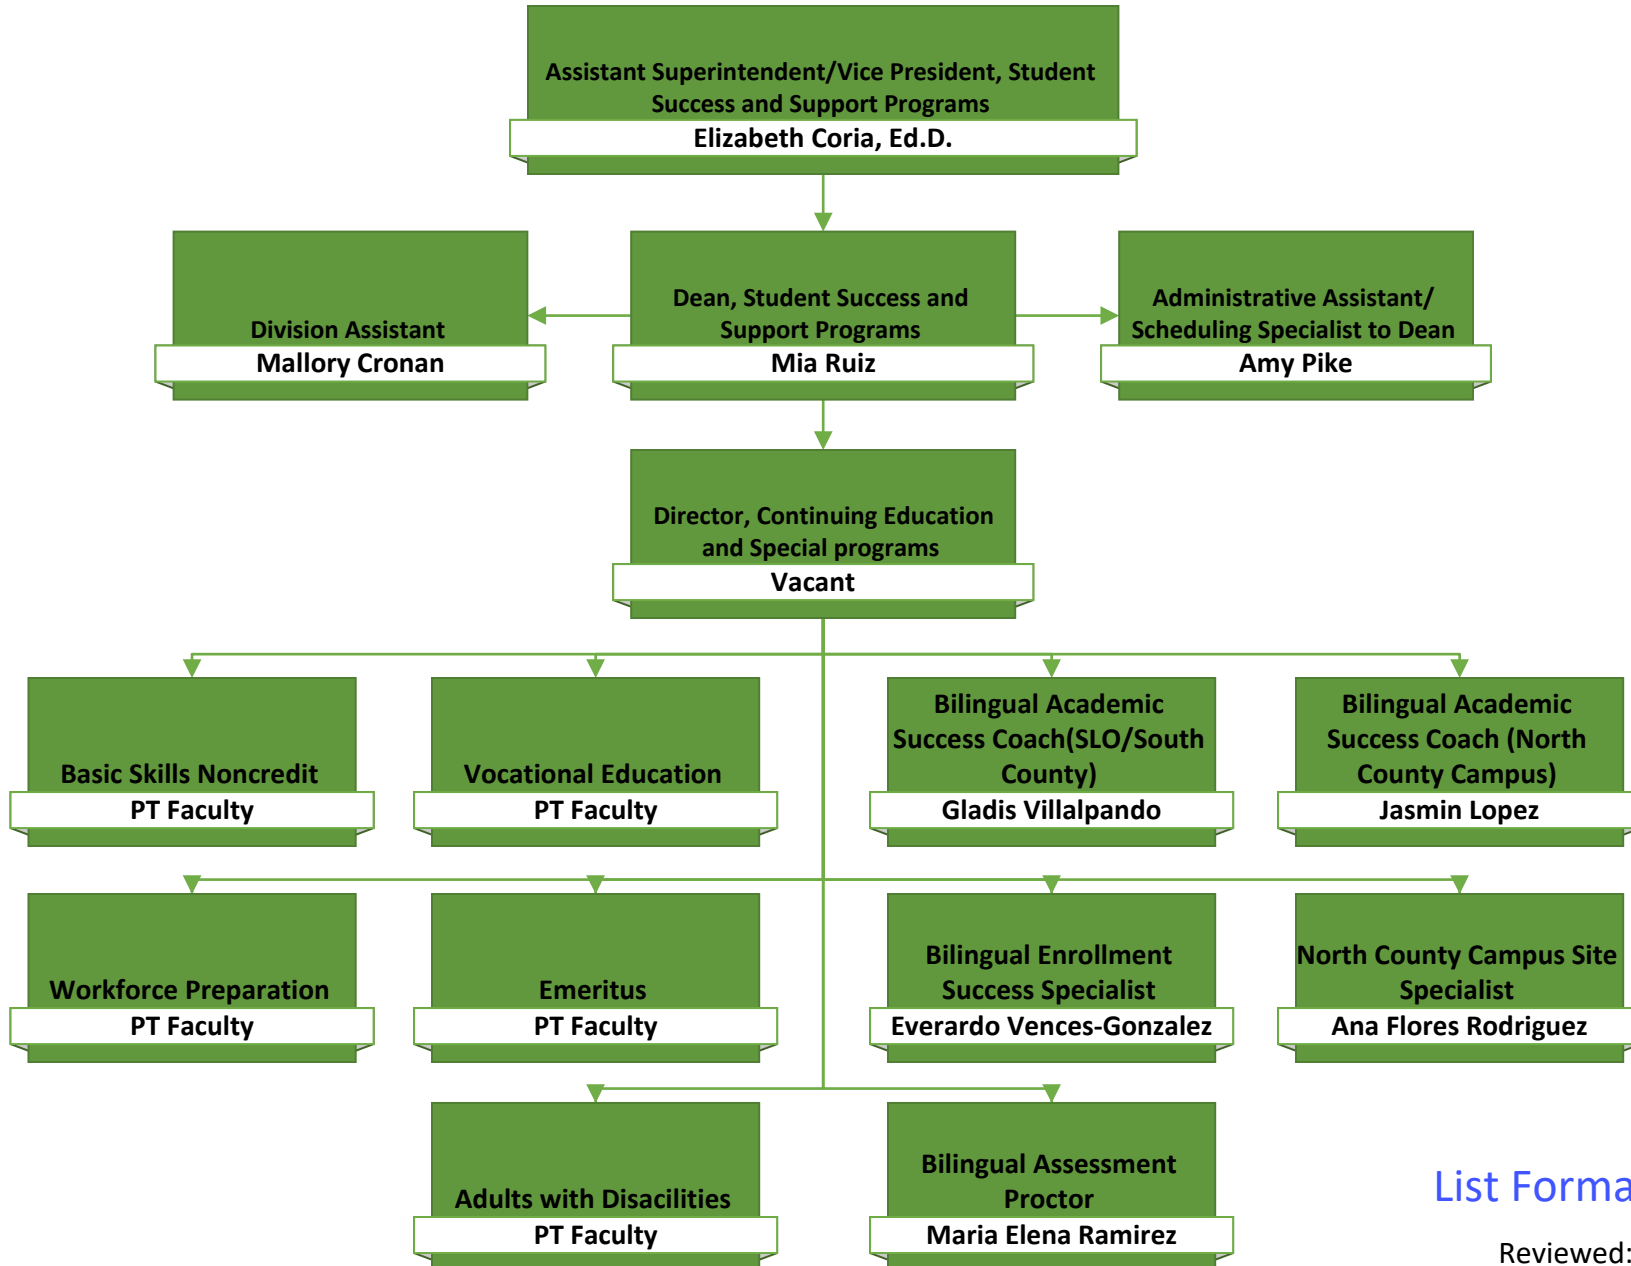 Assistant Superintendent/Vice President, Student
Success and Support Programs
Elizabeth Coria, Ed.D.
Division Assistant
Mallory Cronan
Dean, Student Success and
Support Programs
Mia Ruiz
Administrative Assistant/
Scheduling Specialist to Dean
Amy Pike
Director, Continuing Education
and Special programs
Vacant
Basic Skills Noncredit
PT Faculty
Vocational Education
PT Faculty
Bilingual Academic
Success Coach(SLO/South
County)
Gladis Villalpando
Bilingual Academic
Success Coach (North
County Campus)
Jasmin Lopez
Workforce Preparation
PT Faculty
Emeritus
PT Faculty
Bilingual Enrollment
Success Specialist
Everardo Vences-Gonzalez
North County Campus Site
Specialist
Ana Flores Rodriguez
Adults with Disacilities
PT Faculty
Bilingual Assessment
Proctor
Maria Elena Ramirez
List Forma
Reviewed: